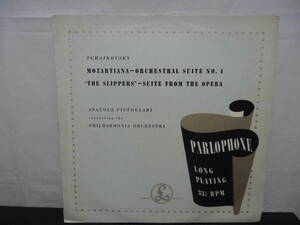 TCHAIKOVSKY
MOZARTIANA—ORCHESTRAL SUITE NO. 4
"THE SLIPPERS"—SUITE FROM THE OPERA
ANATOLE FISTOULARI
conducting the
PHILHARMONIA ORCHESTRA
PARLOPHONE
LONG
PLAYING
33⅓ RPM